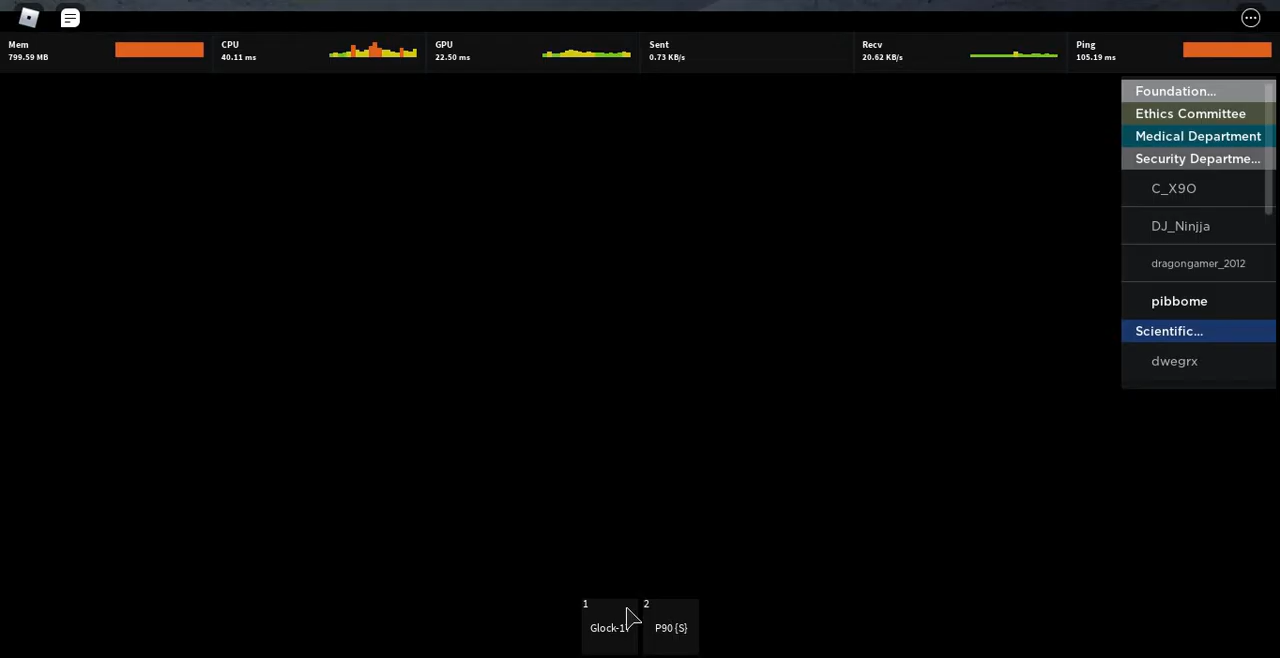 Mem
799.59 MB
CPU
40.11 ms
GPU
22.50 ms
Sent
0.73 KB/s
Recv
20.62 KB/s
Ping
105.19 ms
Foundation...
Ethics Committee
Medical Department
Security Departme...
C_X9O
DJ_Ninjja
dragongamer_2012
pibbome
Scientific...
dwegrx
1
2
P90 {S}